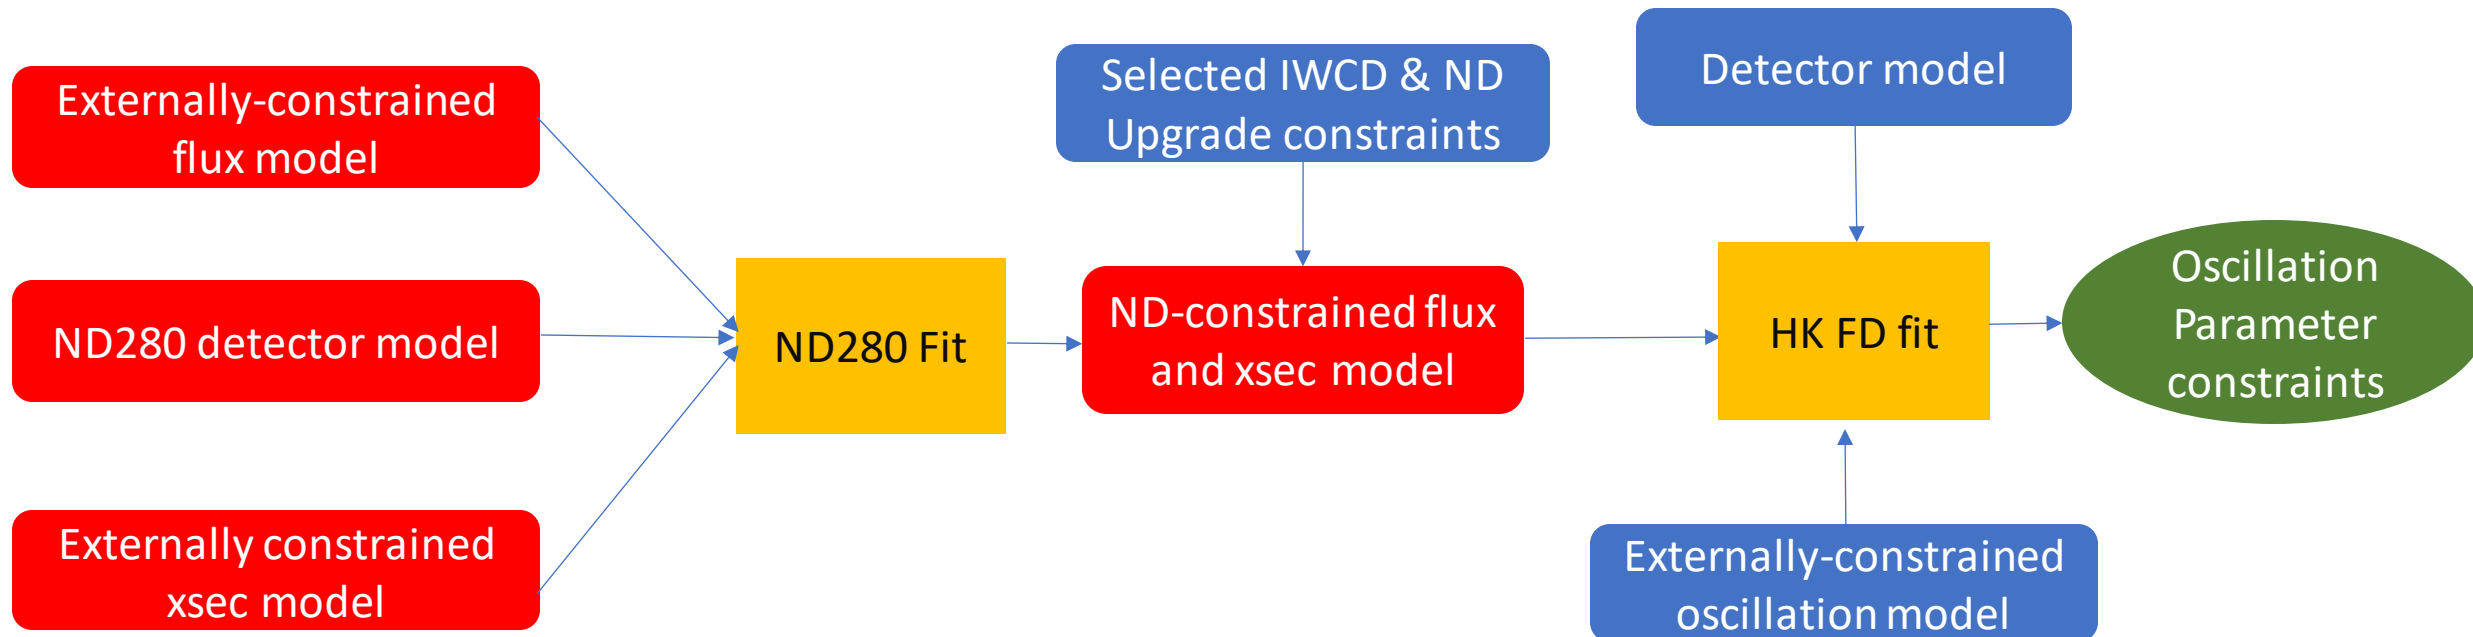 Externally-constrained
flux model
ND280 detector model
Externally constrained
xsec model
ND280 Fit
Selected IWCD & ND
Upgrade constraints
ND-constrained flux
and xsec model
Detector model
HK FD fit
Externally-constrained
oscillation model
Oscillation
Parameter
constraints